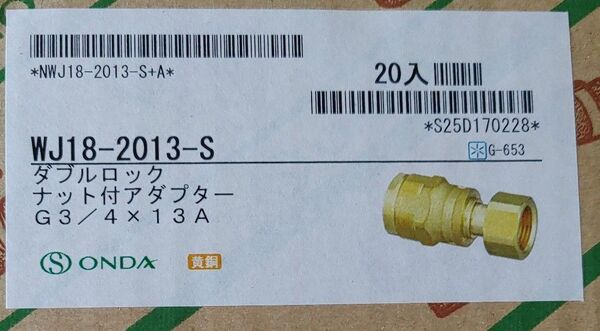 *NWJ18-2013-S+A*
20入
*S25D170228*
WJ18-2013-S
G-653
ダブルロック
ナット付アダプター
G3/4×13A
S ONDA 黄銅